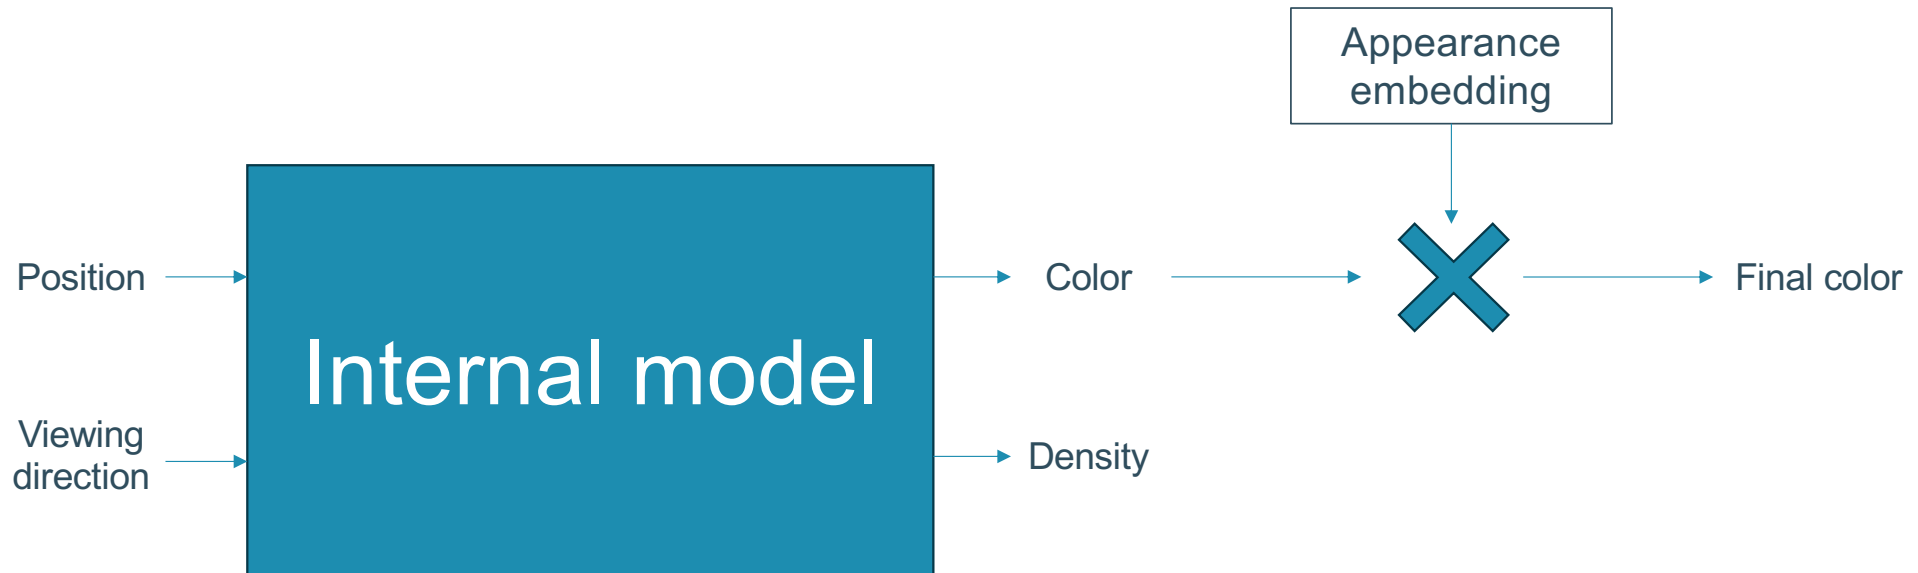 Appearance
embedding
Position
Color
Final color
Internal model
Viewing
direction
Density